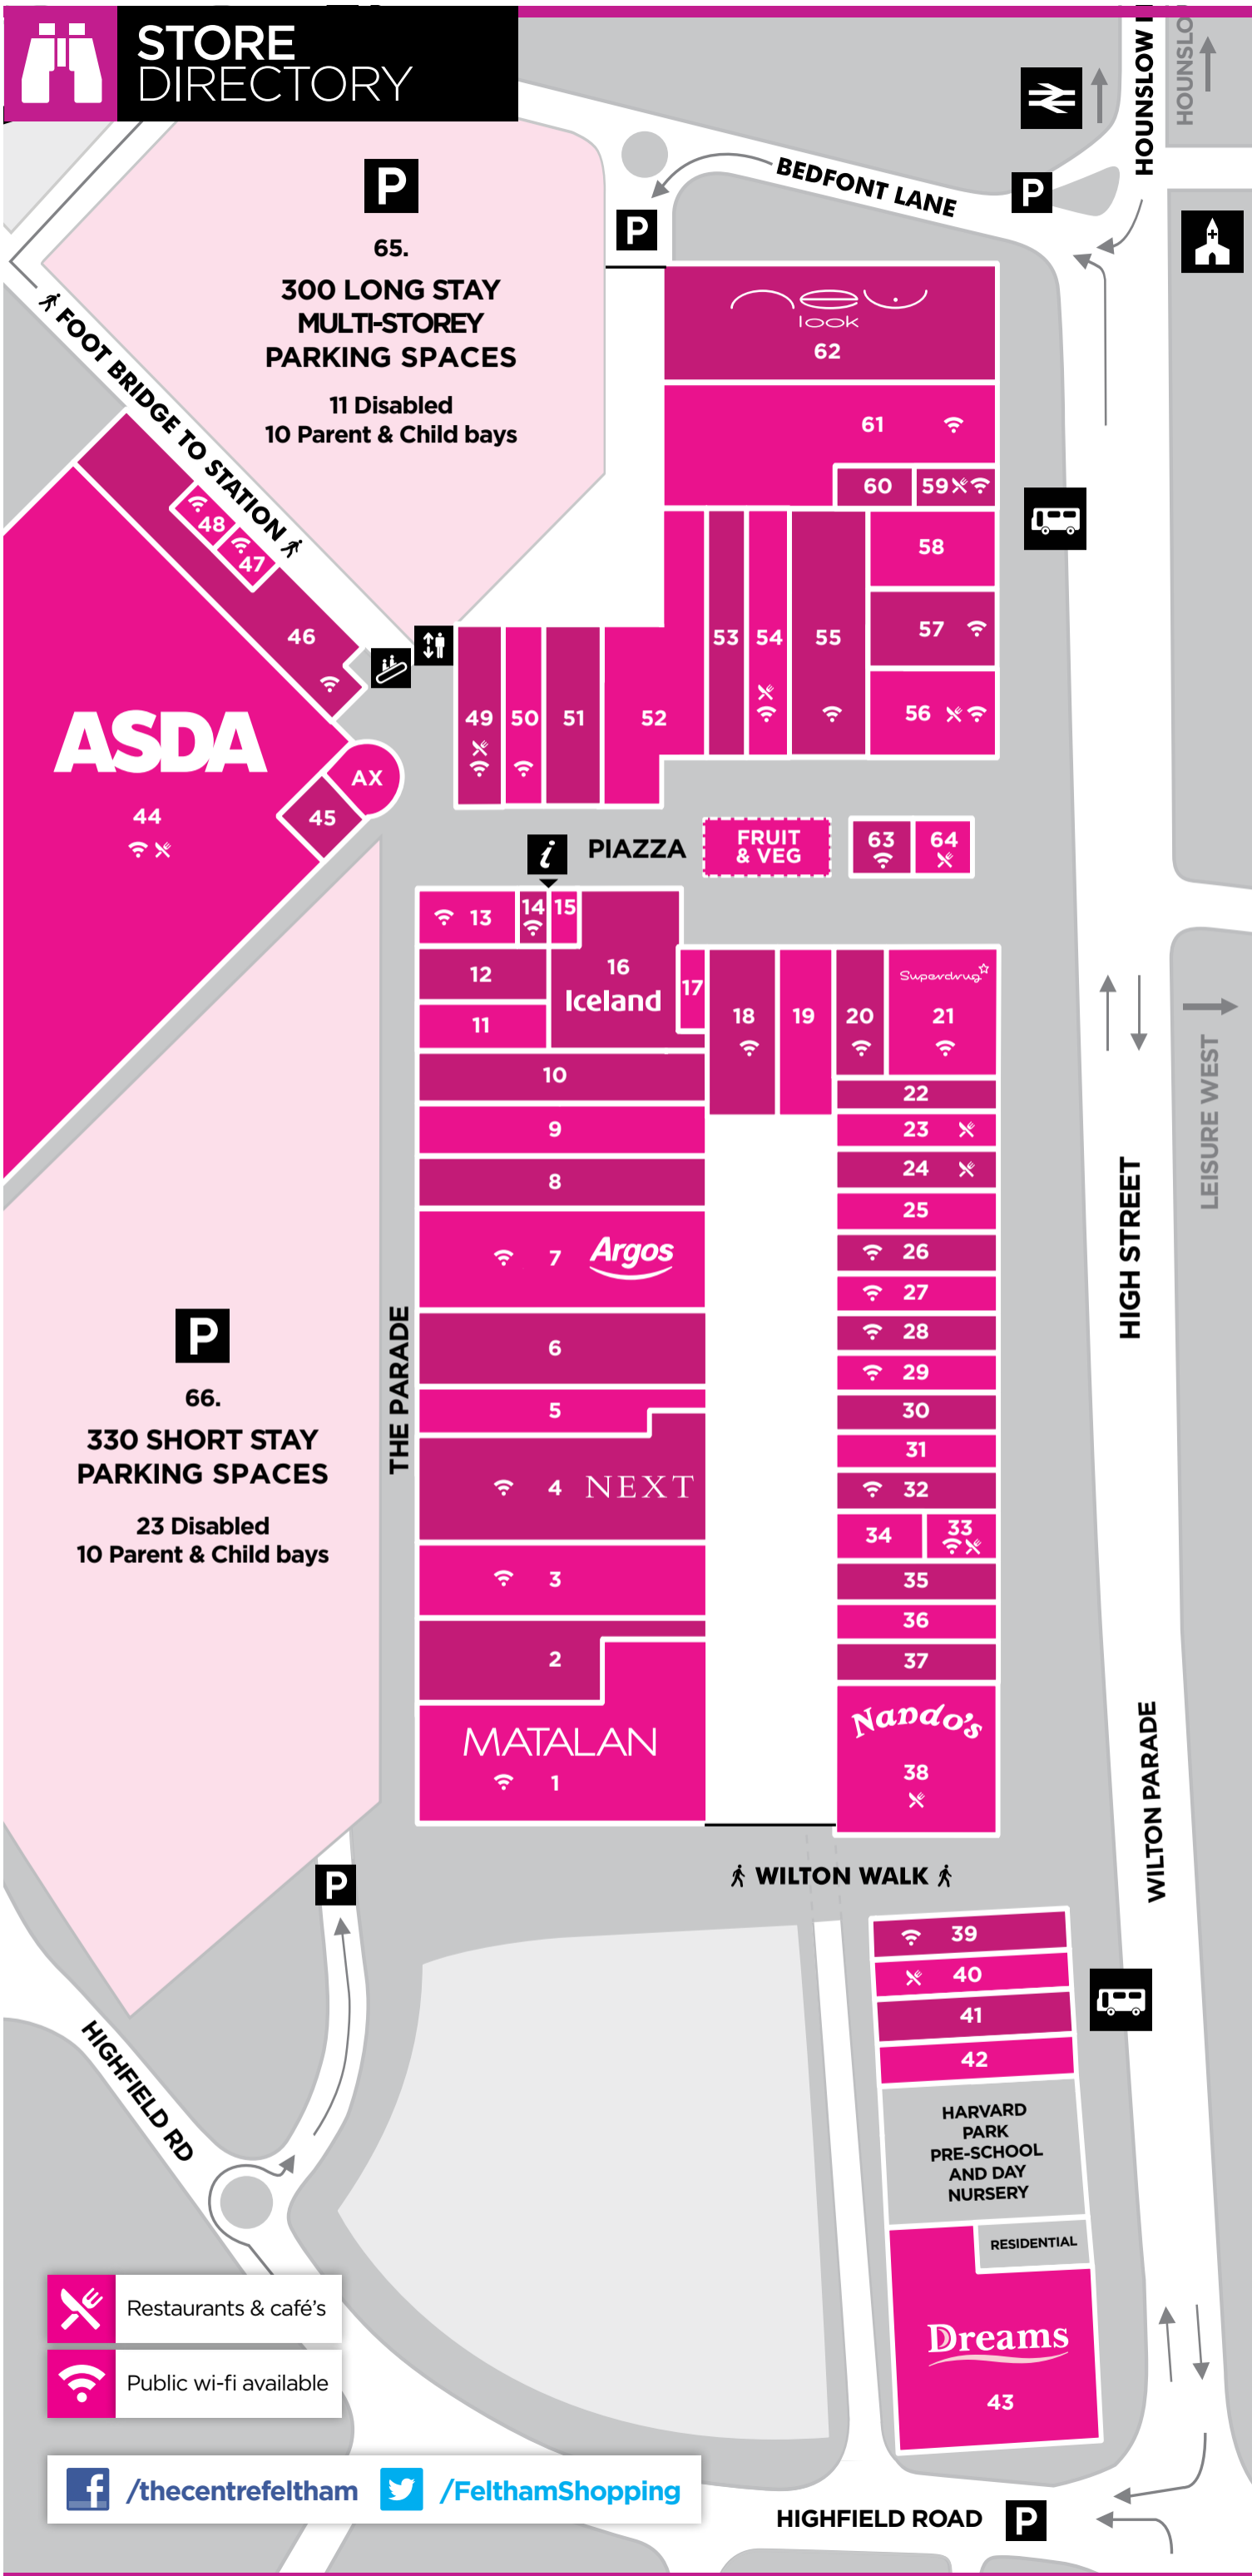 STORE
DIRECTORY
HOUNSLOW
HOUNSLO
BEDFONT LANE
P
P
P
65.
300 LONG STAY
MULTI-STOREY
PARKING SPACES
11 Disabled
10 Parent & Child bays
FOOT BRIDGE TO STATION
new
look
62
61
60
59
58
57
56
55
54
53
52
51
50
49
48
47
46
ASDA
44
45
AX
i
PIAZZA
FRUIT
& VEG
63
64
13
14
15
12
11
16
Iceland
17
18
19
20
Superdrug
21
10
9
8
7
Argos
6
5
4
NEXT
3
2
MATALAN
1
22
23
24
25
26
27
28
29
30
31
32
34
33
35
36
37
Nando's
38
THE PARADE
HIGH STREET
LEISURE WEST
WILTON PARADE
P
66.
330 SHORT STAY
PARKING SPACES
23 Disabled
10 Parent & Child bays
P
WILTON WALK
39
40
41
42
HARVARD
PARK
PRE-SCHOOL
AND DAY
NURSERY
RESIDENTIAL
Dreams
43
HIGHFIELD RD
Restaurants & café's
Public wi-fi available
f
/thecentrefeltham
/FelthamShopping
HIGHFIELD ROAD
P